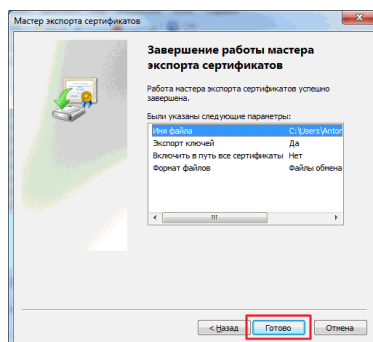 Мастер экспорта сертификатов
Завершение работы мастера
экспорта сертификатов
Работа мастера экспорта сертификатов успешно
завершена.
Были указаны следующие параметры:
Имя файла C:\Users\Anton
Экспорт ключей Да
Включить в путь все сертификаты Нет
Формат файлов Файлы обмена
< Назад Готово Отмена